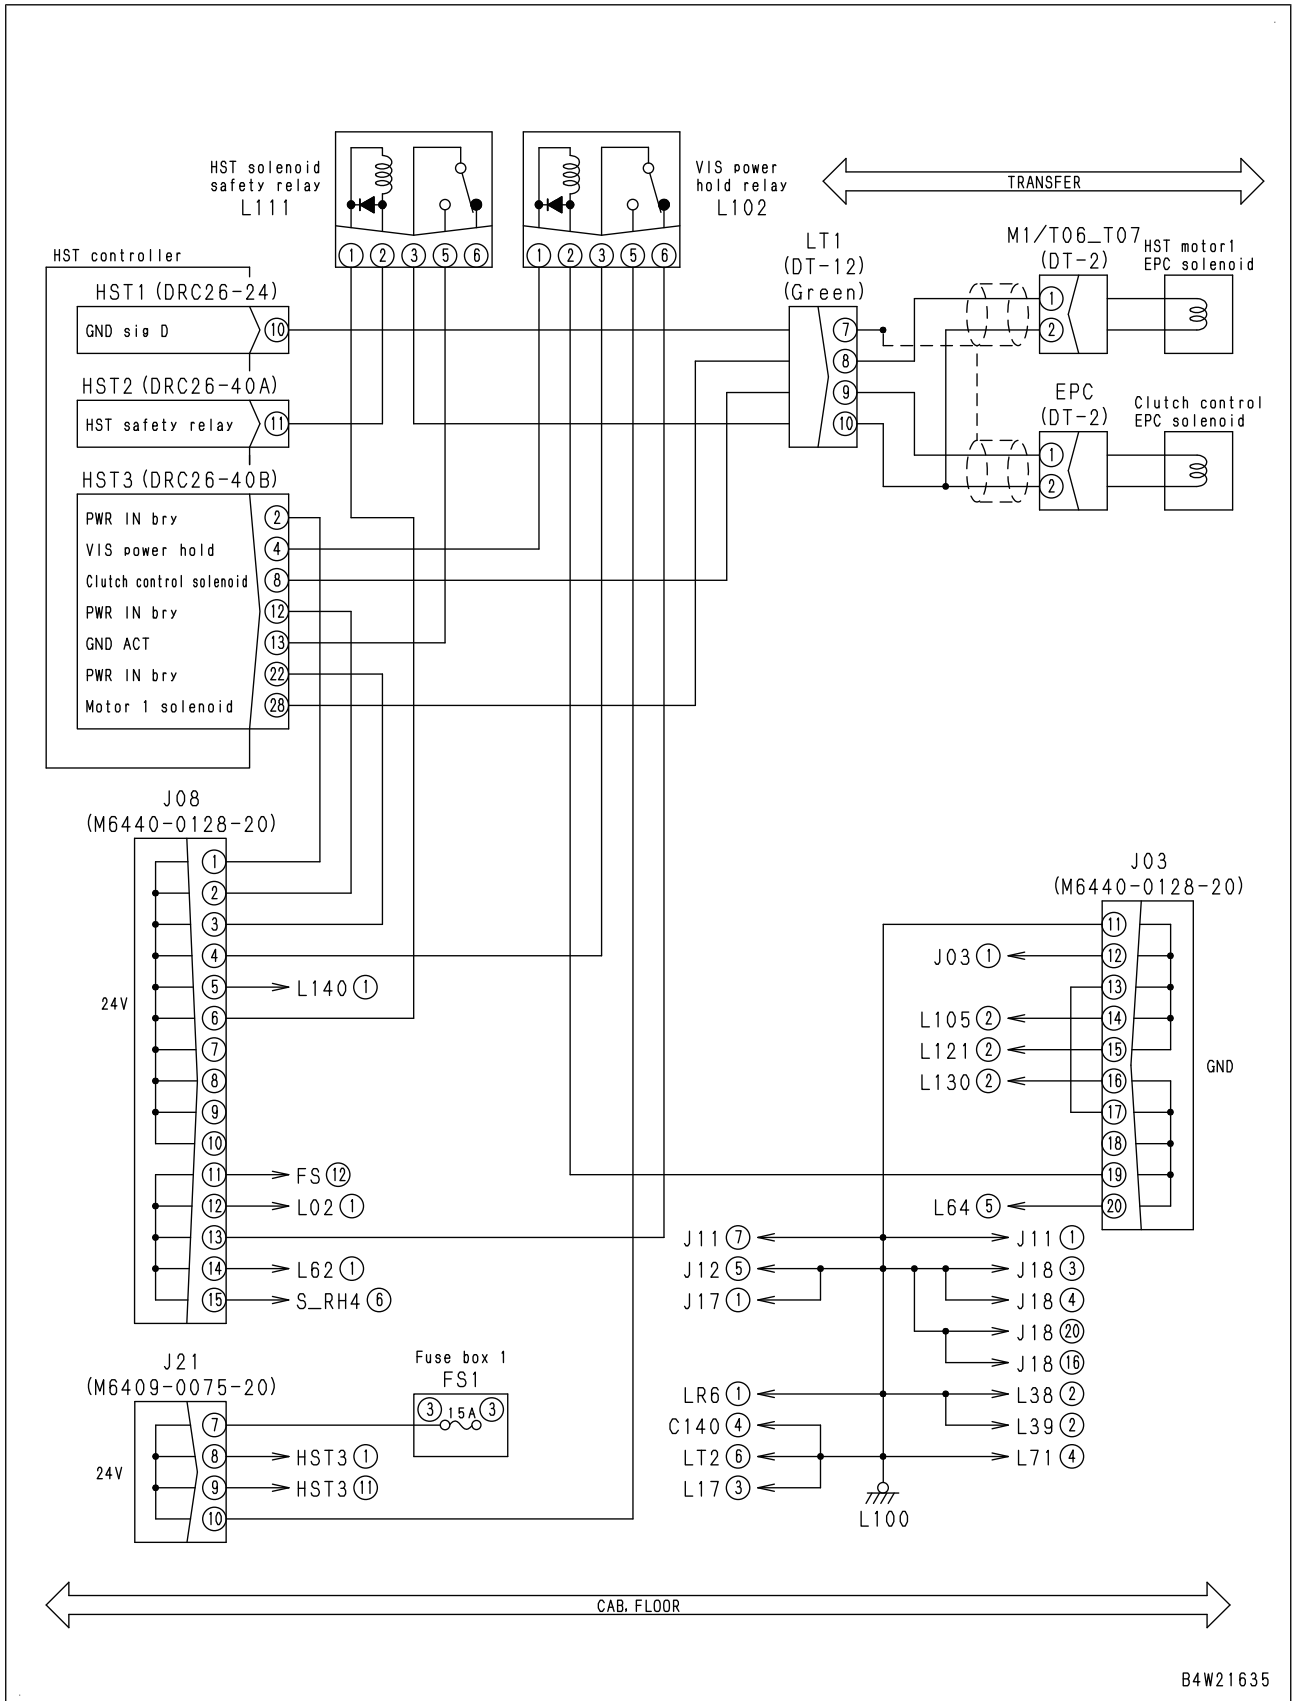 HST solenoid
safety relay
L111
1 2 3 5 6
VIS power
hold relay
L102
1 2 3 5 6
TRANSFER
HST controller
HST1 (DRC26-24)
GND sig D 10
HST2 (DRC26-40A)
HST safety relay 11
HST3 (DRC26-40B)
PWR IN bry 2
VIS power hold 4
Clutch control solenoid 8
PWR IN bry 12
GND ACT 13
PWR IN bry 22
Motor 1 solenoid 28
LT1
(DT-12)
(Green)
7
8
9
10
M1/T06_T07
(DT-2)
1
2
HST motor1
EPC solenoid
EPC
(DT-2)
1
2
Clutch control
EPC solenoid
J08
(M6440-0128-20)
24V
1
2
3
4
5 L140 1
6
7
8
9
10
11 FS 12
12 L02 1
13
14 L62 1
15 S_RH4 6
J21
(M6409-0075-20)
24V
7
8 HST3 1
9 HST3 11
10
Fuse box 1
FS1
3 15A 3
J03
(M6440-0128-20)
GND
11
J03 1 12
13
L105 2 14
L121 2 15
L130 2 16
17
18
19
L64 5 20
J11 7 J11 1
J12 5 J18 3
J17 1 J18 4
J18 20
J18 16
LR6 1 L38 2
C140 4 L39 2
LT2 6 L71 4
L17 3
L100
CAB. FLOOR
B4W21635